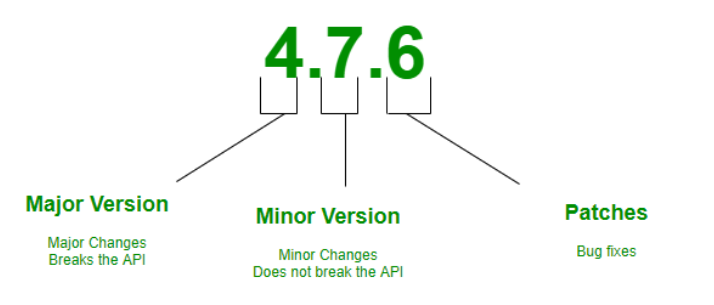 4.7.6
Major Version
Major Changes
Breaks the API
Minor Version
Minor Changes
Does not break the API
Patches
Bug fixes